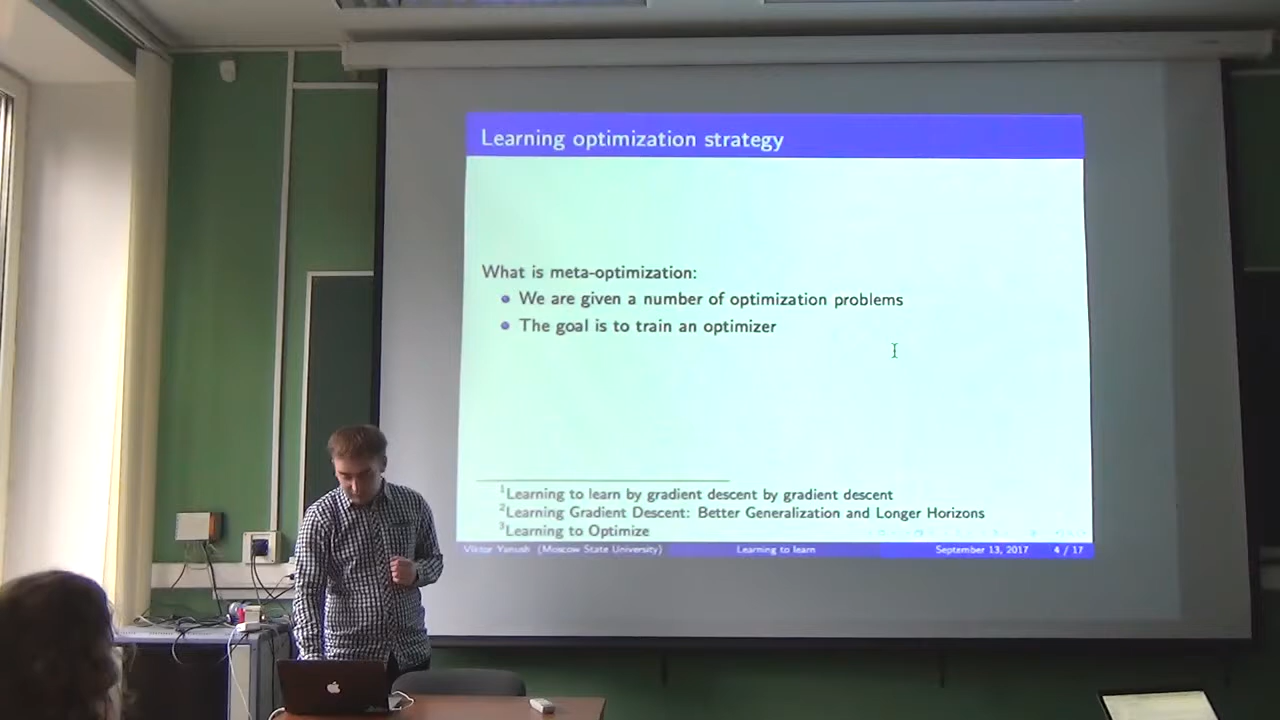 Learning optimization strategy
What is meta-optimization:
• We are given a number of optimization problems
• The goal is to train an optimizer
1Learning to learn by gradient descent by gradient descent
2Learning Gradient Descent: Better Generalization and Longer Horizons
3Learning to Optimize
Viktor Yanush (Moscow State University) Learning to learn September 13, 2017 4 / 17